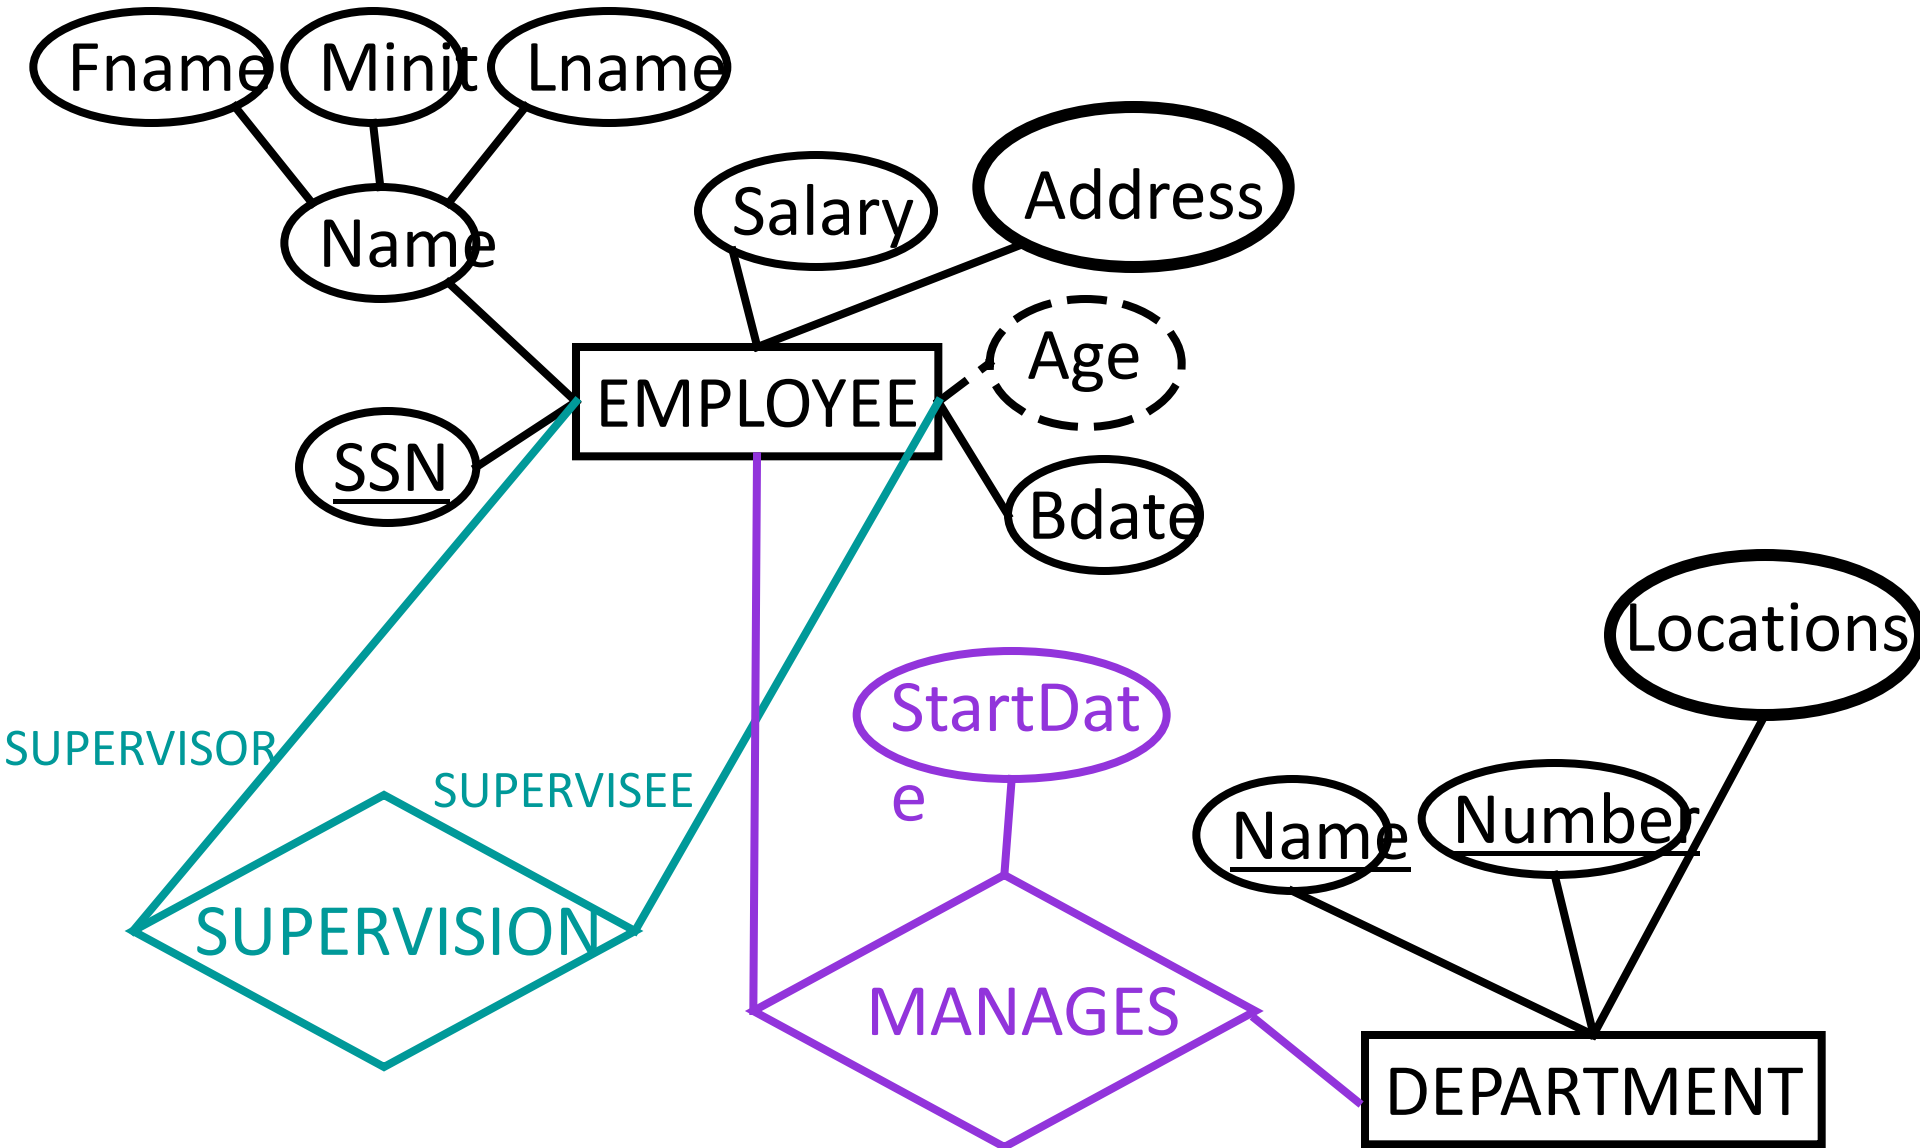 Fname Minit Lname
Address
Salary
Name
Age
EMPLOYEE
SSN
Bdate
Locations
StartDat
e
SUPERVISOR
SUPERVISEE
Number
Name
SUPERVISION
MANAGES
DEPARTMENT